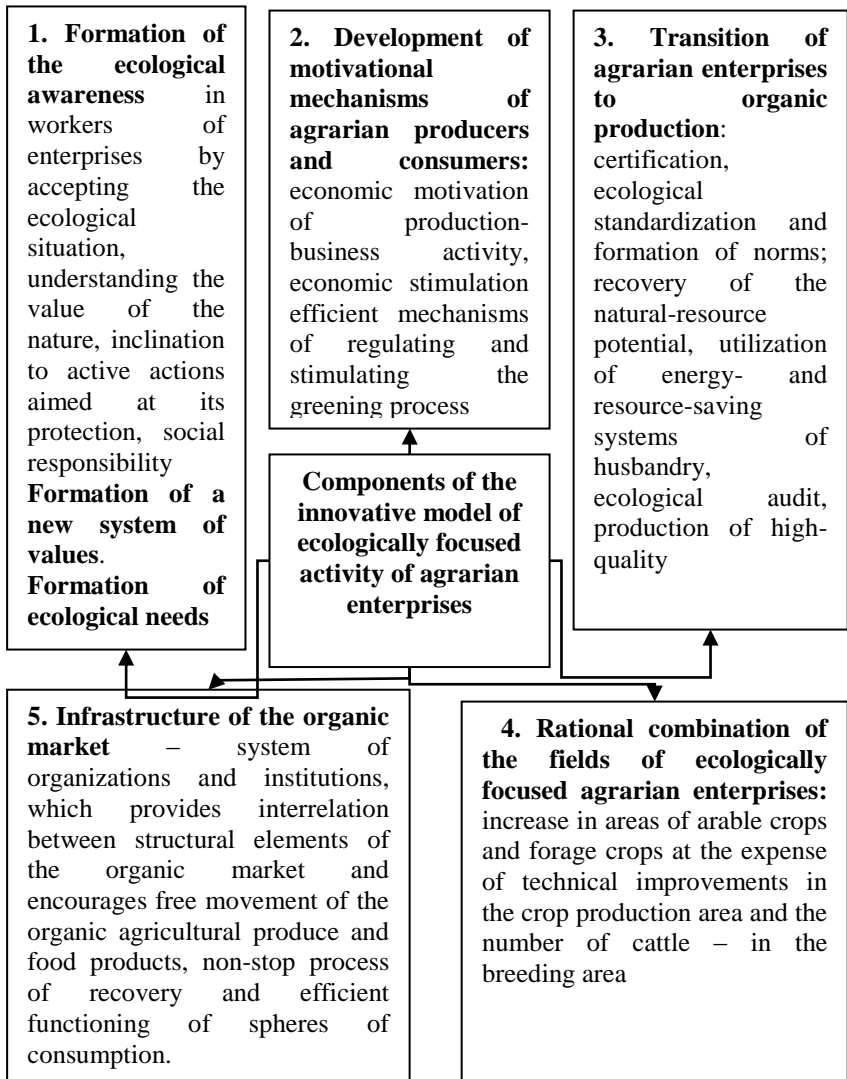 1. Formation of
the ecological
awareness in
workers of
enterprises by
accepting the
ecological
situation,
understanding the
value of the
nature, inclination
to active actions
aimed at its
protection, social
responsibility
Formation of a
new system of
values.
Formation of
ecological needs
2. Development of
motivational
mechanisms of
agrarian producers
and consumers:
economic motivation
of production-
business activity,
economic stimulation
efficient mechanisms
of regulating and
stimulating the
greening process
3. Transition of
agrarian enterprises
to organic
production:
certification,
ecological
standardization and
formation of norms;
recovery of the
natural-resource
potential, utilization
of energy- and
resource-saving
systems of
husbandry,
ecological audit,
production of high-
quality
Components of the
innovative model of
ecologically focused
activity of agrarian
enterprises
5. Infrastructure of the organic
market – system of
organizations and institutions,
which provides interrelation
between structural elements of
the organic market and
encourages free movement of the
organic agricultural produce and
food products, non-stop process
of recovery and efficient
functioning of spheres of
consumption.
4. Rational combination of
the fields of ecologically
focused agrarian enterprises:
increase in areas of arable crops
and forage crops at the expense
of technical improvements in
the crop production area and the
number of cattle – in the
breeding area